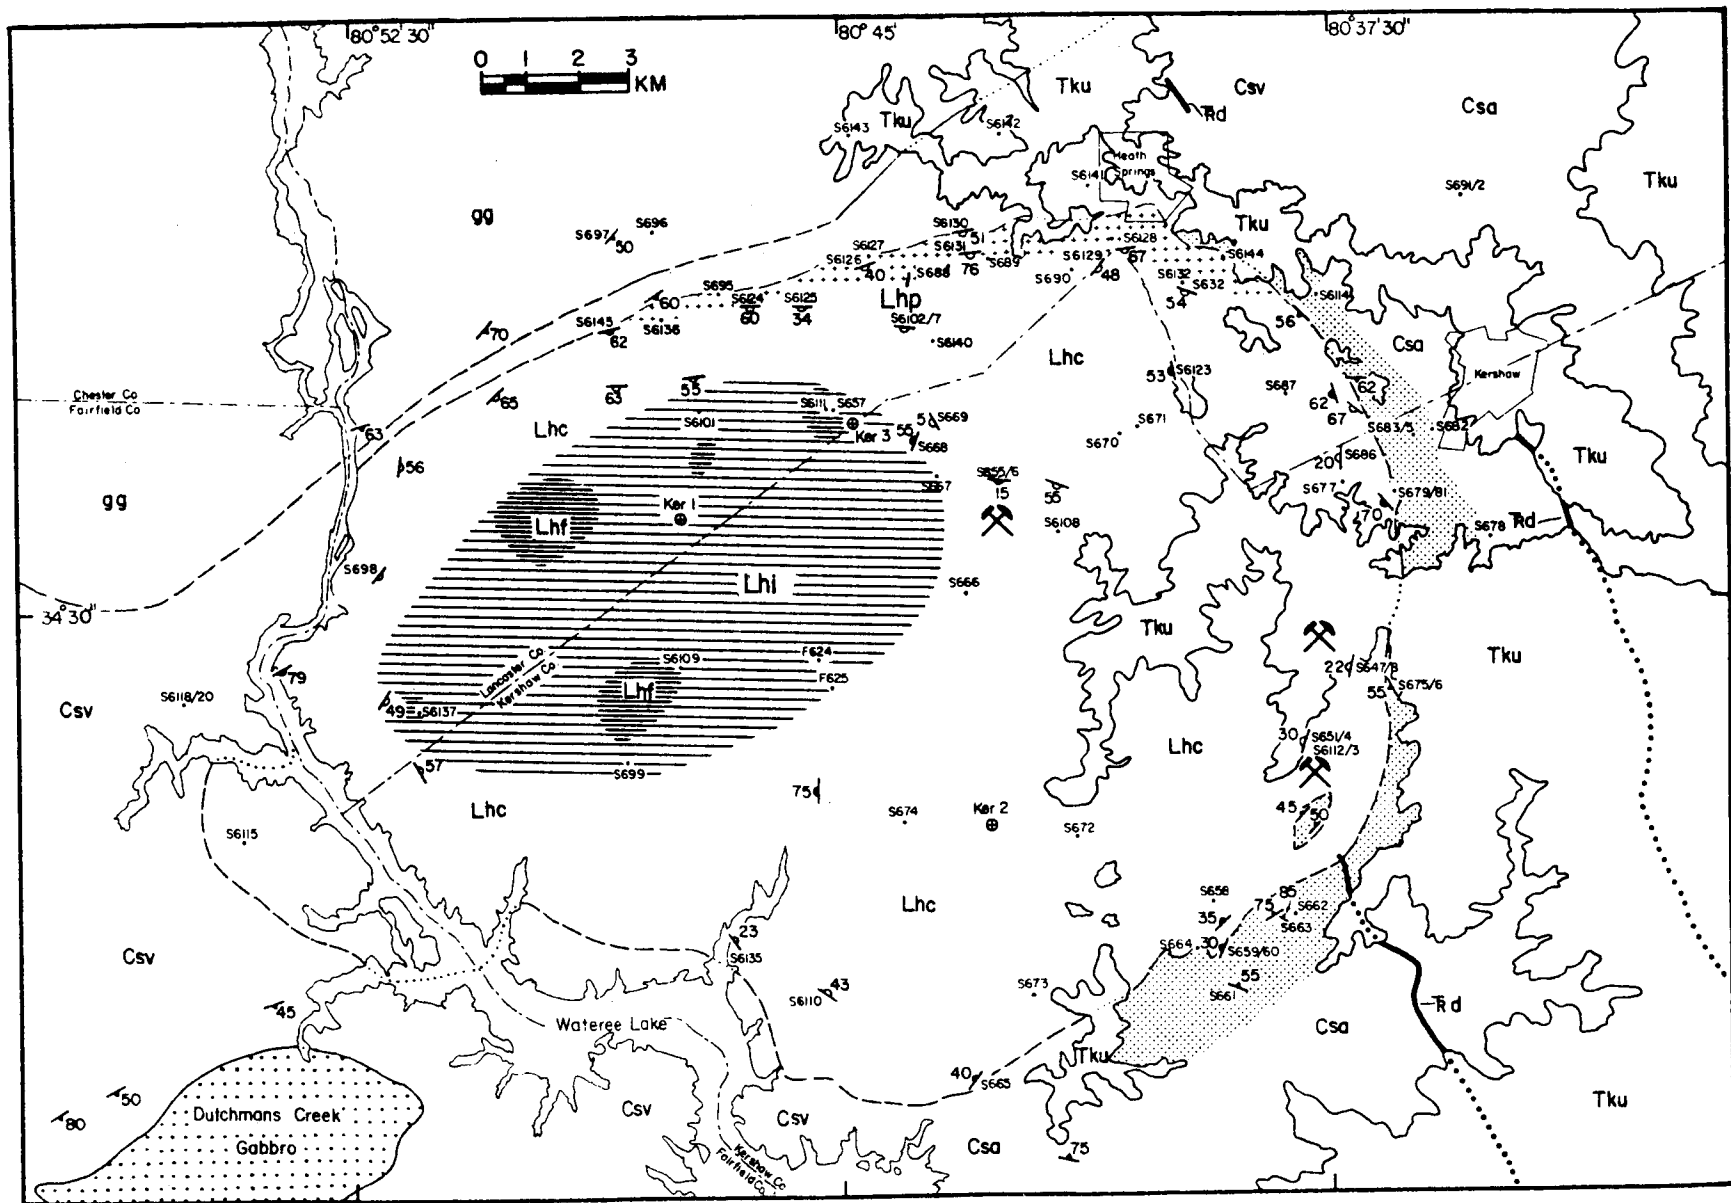 80°52'30"
80°45'
80°37'30"
0 1 2 3
KM
Tku
Csv
Csa
Tku
S6143
S6142
Rd
Heath
Springs
S6141
S691/2
Tku
gg
S697
50
S696
S6130
51
Tku
S6127
S6131
S6128
S6126
40
S688
76
S689
S6129
67
S6144
S690
48
S6132
S632
S695
60
S6124
S6125
Lhp
54
S6114
60
34
S6102/7
56
S6145
S6136
70
62
S6140
Lhc
Csa
Kershaw
53
S6123
Chester Co
Fairfield Co
65
63
55
S6111
S657
S687
62
62
S6101
Ker 3
S669
67
63
Lhc
55
S668
S671
S683/5
S682
S670
56
S686
20
Tku
S667
S655/6
S677
S679/81
gg
Ker 1
15
55
70
Lhf
S6108
S678
Rd
S698
Lhi
S666
34°30"
Tku
Tku
Lancaster Co.
Kershaw Co.
S6109
F624
22
S647/8
79
F625
55
S675/6
S6118/20
Lhf
Csv
49
S6137
Lhc
30
S651/4
S6112/3
57
S699
75
45
50
Lhc
S674
Ker 2
S672
S6115
S658
85
Lhc
75
S662
35
S663
23
S664
30
S659/60
Csv
S6135
55
S6110
43
S673
S661
45
Rd
Wateree Lake
Csa
Tku
40
S665
50
Csv
Csv
Tku
80
Dutchmans Creek
Gabbro
Csa
75
Kershaw Co
Fairfield Co